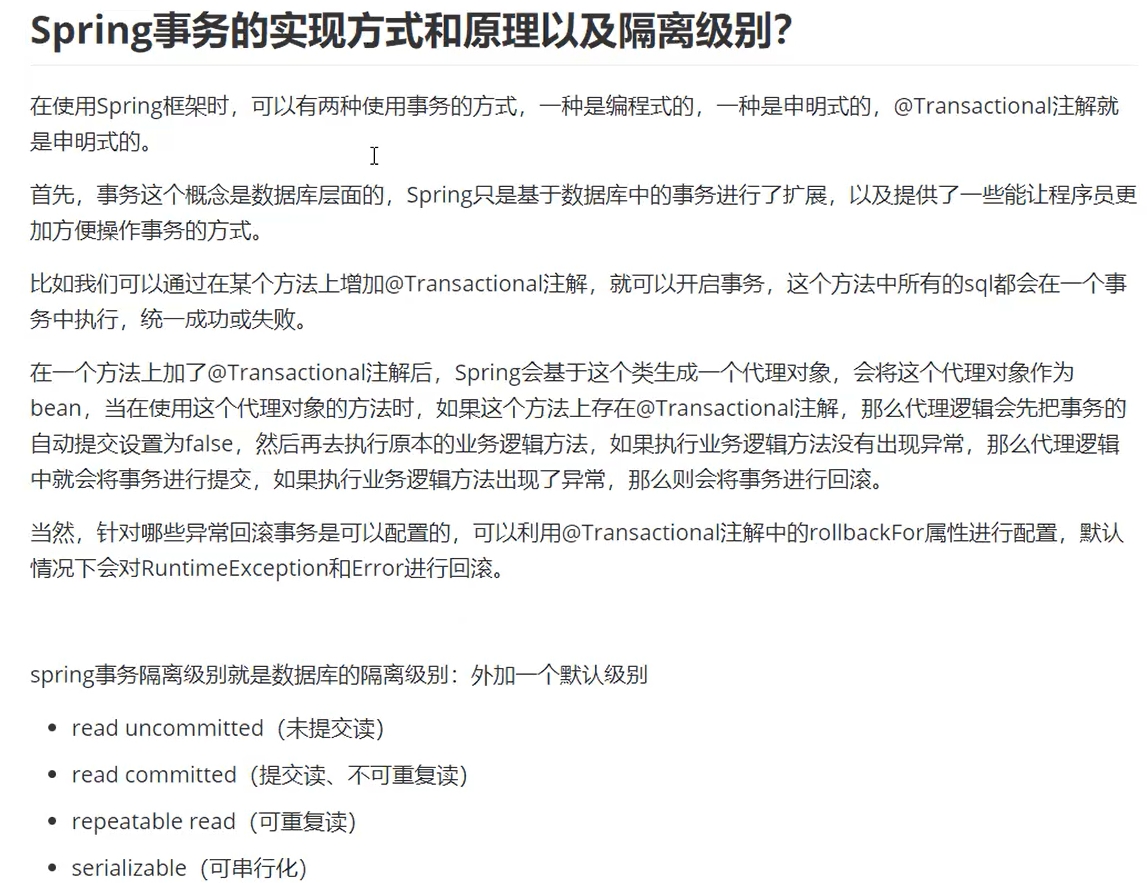 Spring事务的实现方式和原理以及隔离级别？
在使用Spring框架时，可以有两种使用事务的方式，一种是编程式的，一种是申明式的，@Transactional注解就
是申明式的。
首先，事务这个概念是数据库层面的，Spring只是基于数据库中的事务进行了扩展，以及提供了一些能让程序员更
加方便操作事务的方式。
比如我们可以通过在某个方法上增加@Transactional注解，就可以开启事务，这个方法中所有的sql都会在一个事
务中执行，统一成功或失败。
在一个方法上加了@Transactional注解后，Spring会基于这个类生成一个代理对象，会将这个代理对象作为
bean，当在使用这个代理对象的方法时，如果这个方法上存在@Transactional注解，那么代理逻辑会先把事务的
自动提交设置为false，然后再去执行原本的业务逻辑方法，如果执行业务逻辑方法没有出现异常，那么代理逻辑
中就会将事务进行提交，如果执行业务逻辑方法出现了异常，那么则会将事务进行回滚。
当然，针对哪些异常回滚事务是可以配置的，可以利用@Transactional注解中的rollbackFor属性进行配置，默认
情况下会对RuntimeException和Error进行回滚。
spring事务隔离级别就是数据库的隔离级别：外加一个默认级别
• read uncommitted（未提交读）
• read committed（提交读、不可重复读）
• repeatable read（可重复读）
• serializable（可串行化）